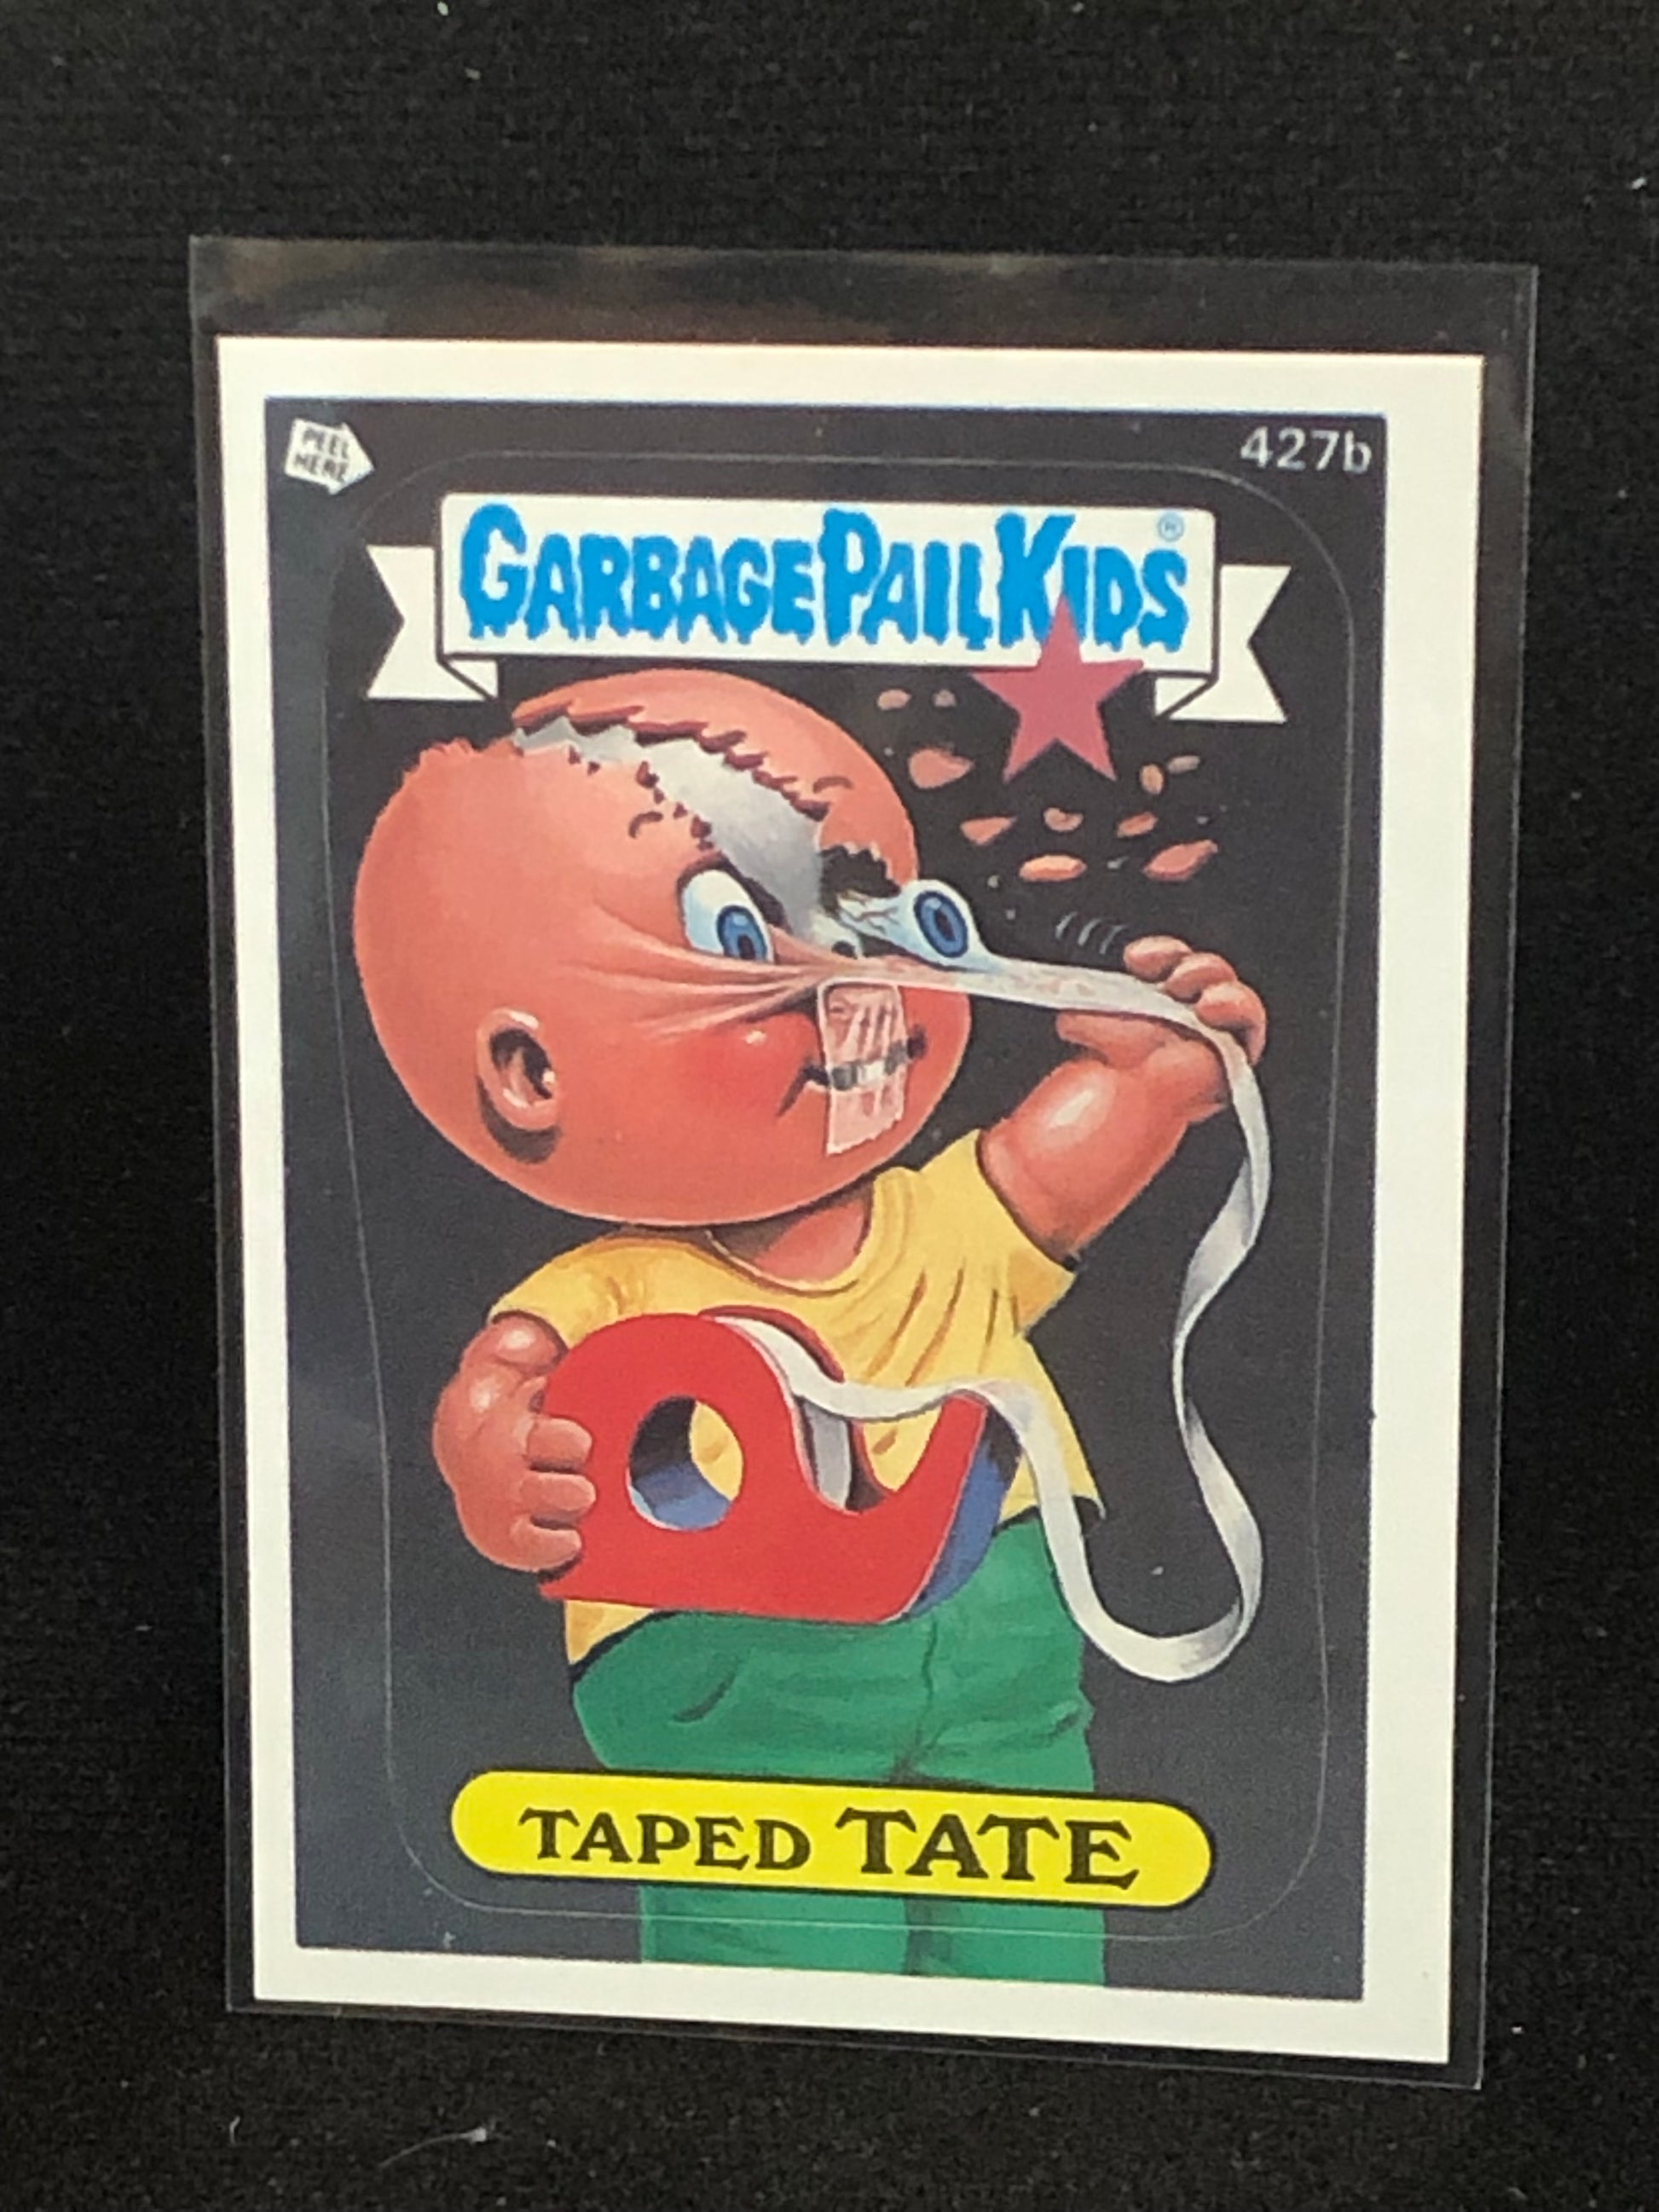 PEEL
HERE
427b
GARBAGE PAIL KIDS®
TAPED TATE